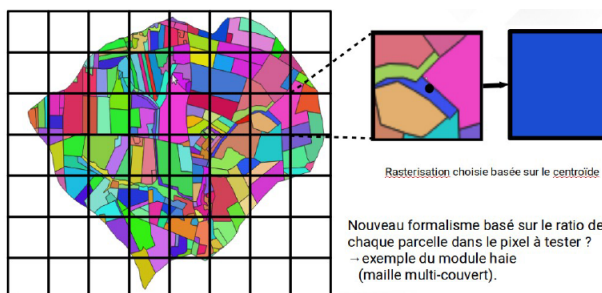 Rasterisation choisie basée sur le centroïde
Nouveau formalisme basé sur le ratio de
chaque parcelle dans le pixel à tester ?
→exemple du module haie
(maille multi-couvert).